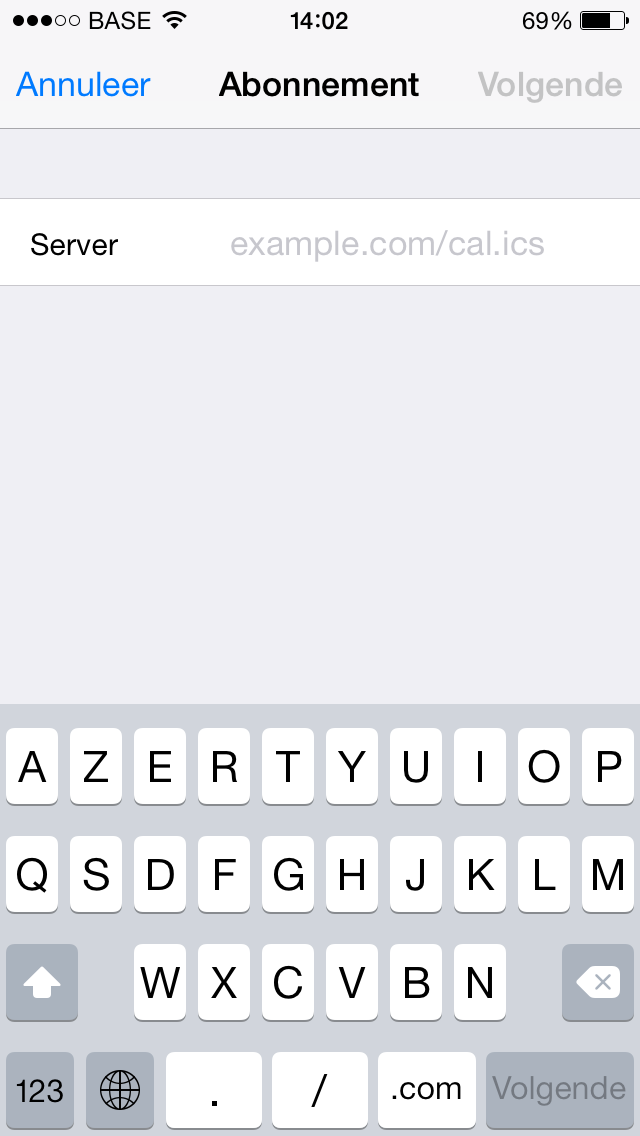 BASE 14:02 69%
Annuleer Abonnement Volgende
Server example.com/cal.ics
A Z E R T Y U I O P
Q S D F G H J K L M
W X C V B N
123 . / .com Volgende